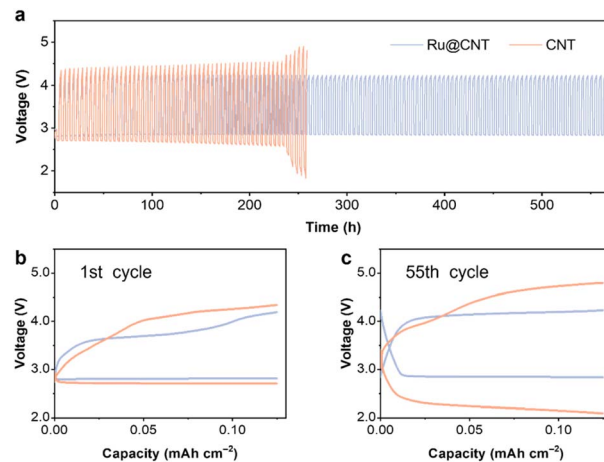 a
Ru@CNT CNT
Voltage (V)
5
4
3
2
0 100 200 300 400 500
Time (h)
b
1st cycle
Voltage (V)
5.0
4.0
3.0
2.0
0.00 0.05 0.10
Capacity (mAh cm⁻²)
c
55th cycle
Voltage (V)
5.0
4.0
3.0
2.0
0.00 0.05 0.10
Capacity (mAh cm⁻²)